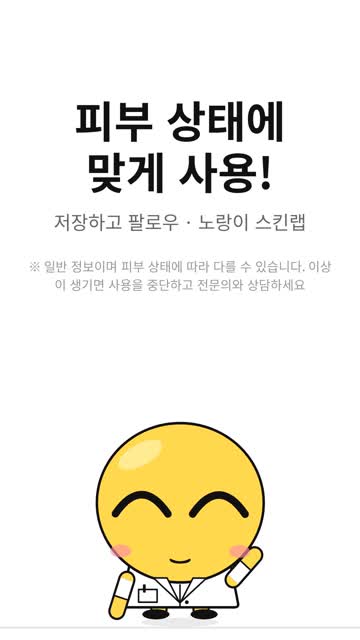 피부 상태에
맞게 사용!
저장하고 팔로우 · 노랑이 스킨랩
※ 일반 정보이며 피부 상태에 따라 다를 수 있습니다. 이상
이 생기면 사용을 중단하고 전문의와 상담하세요